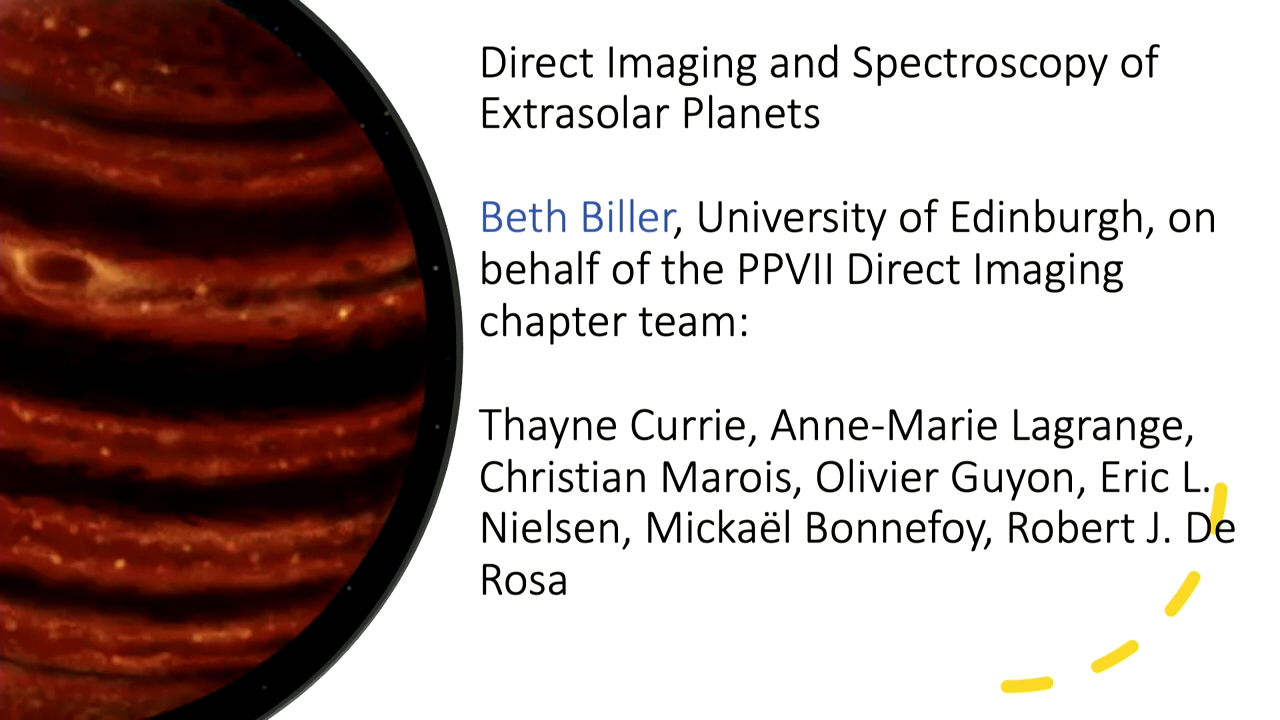 Direct Imaging and Spectroscopy of
Extrasolar Planets
Beth Biller, University of Edinburgh, on
behalf of the PPVII Direct Imaging
chapter team:
Thayne Currie, Anne-Marie Lagrange,
Christian Marois, Olivier Guyon, Eric L.
Nielsen, Mickaël Bonnefoy, Robert J. De
Rosa